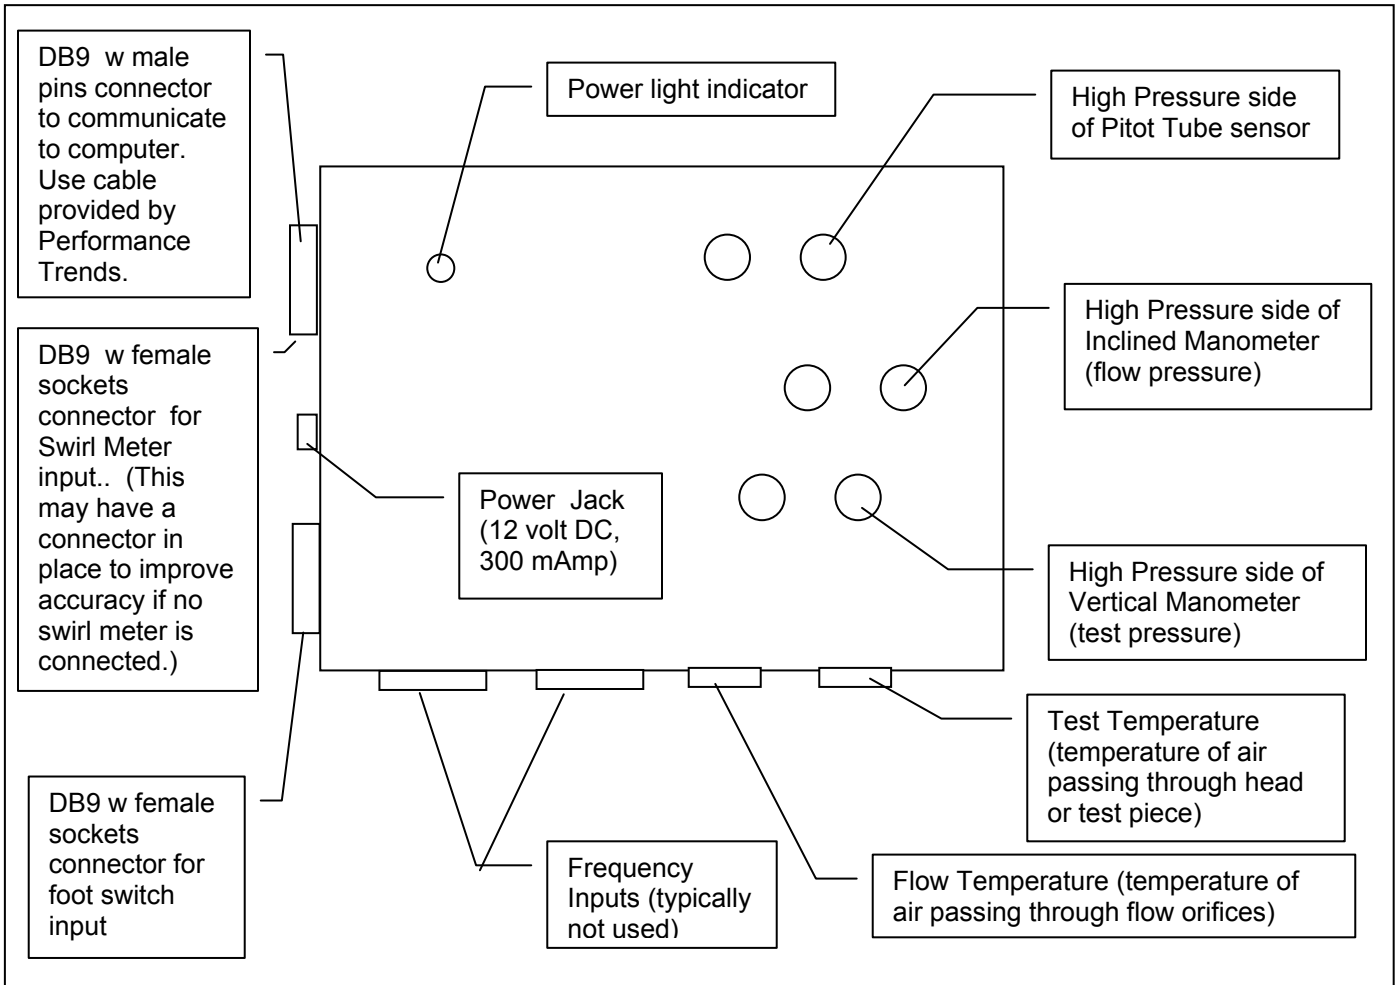 DB9 w male
pins connector
to communicate
to computer.
Use cable
provided by
Performance
Trends.
Power light indicator
High Pressure side
of Pitot Tube sensor
High Pressure side of
Inclined Manometer
(flow pressure)
DB9 w female
sockets
connector for
Swirl Meter
input.. (This
may have a
connector in
place to improve
accuracy if no
swirl meter is
connected.)
Power Jack
(12 volt DC,
300 mAmp)
High Pressure side of
Vertical Manometer
(test pressure)
Test Temperature
(temperature of air
passing through head
or test piece)
DB9 w female
sockets
connector for
foot switch
input
Frequency
Inputs (typically
not used)
Flow Temperature (temperature of
air passing through flow orifices)